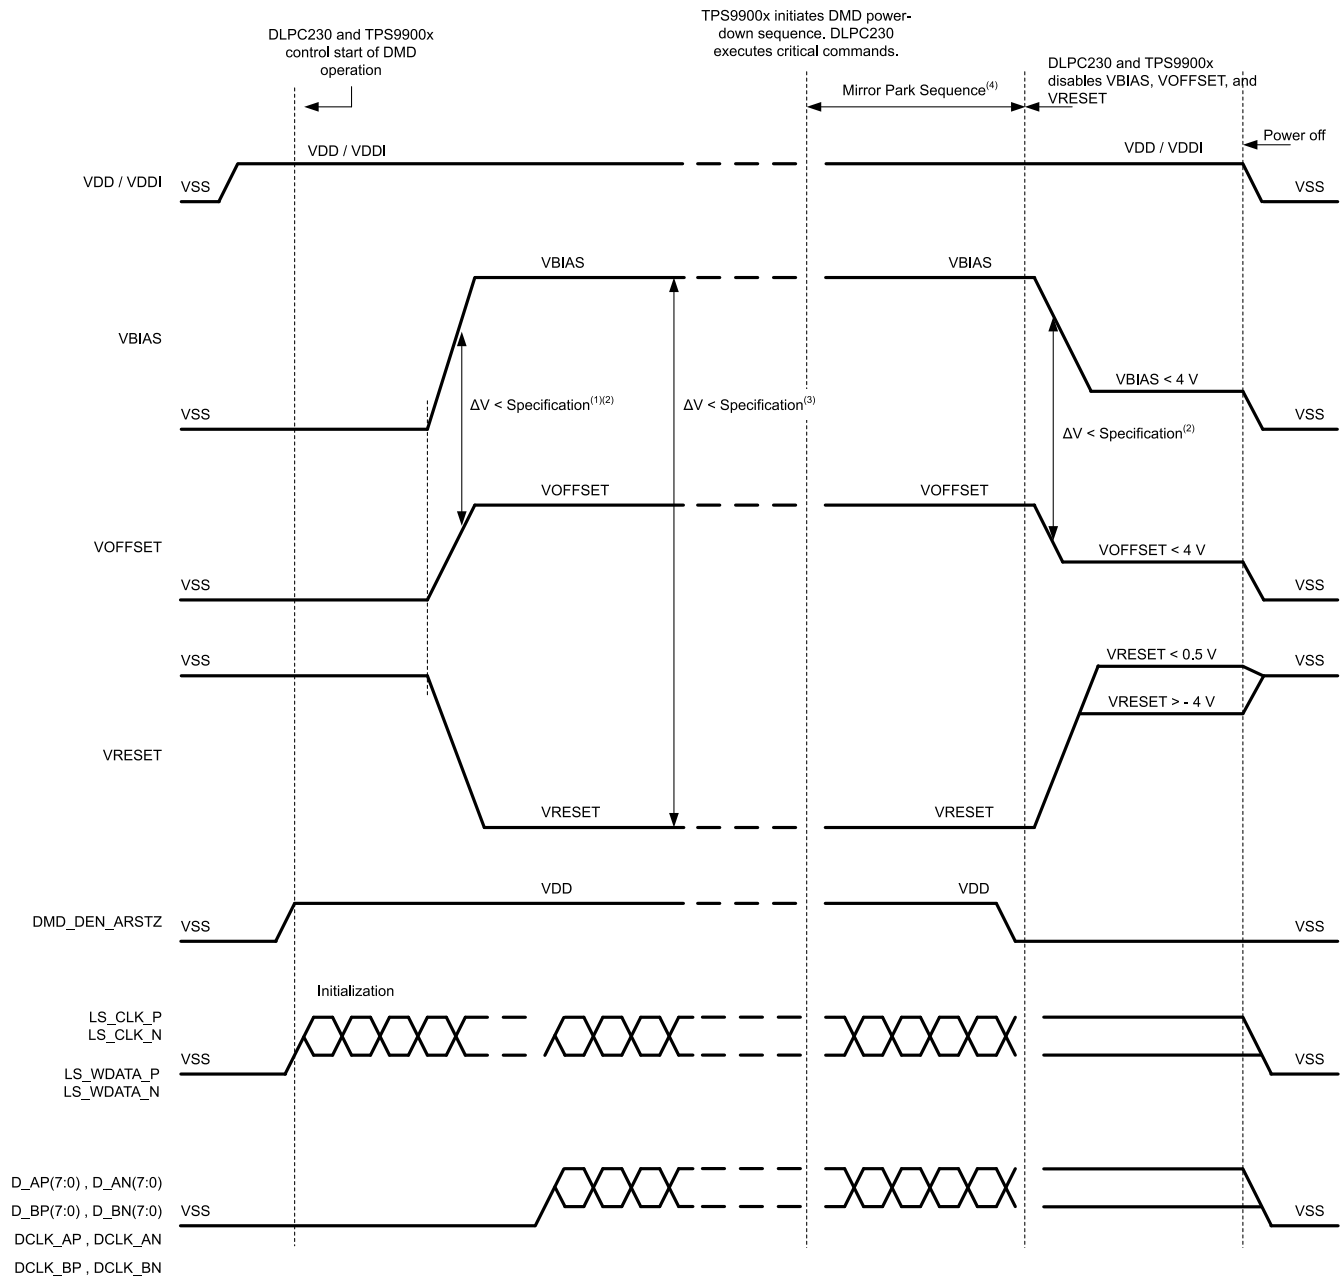 TPS9900x initiates DMD power-
down sequence. DLPC230
executes critical commands.
DLPC230 and TPS9900x
control start of DMD
operation
DLPC230 and TPS9900x
disables VBIAS, VOFFSET, and
VRESET
Mirror Park Sequence(4)
Power off
VDD / VDDI
VSS
VDD / VDDI
VDD / VDDI
VSS
VBIAS
VBIAS
VBIAS
VSS
ΔV < Specification(1)(2)
ΔV < Specification(3)
ΔV < Specification(2)
VBIAS < 4 V
VSS
VOFFSET
VSS
VOFFSET
VOFFSET
VOFFSET < 4 V
VSS
VSS
VRESET < 0.5 V
VSS
VRESET > - 4 V
VRESET
VRESET
VRESET
DMD_DEN_ARSTZ
VSS
VDD
VDD
VSS
Initialization
LS_CLK_P
LS_CLK_N
VSS
VSS
LS_WDATA_P
LS_WDATA_N
D_AP(7:0) , D_AN(7:0)
D_BP(7:0) , D_BN(7:0)
VSS
VSS
DCLK_AP , DCLK_AN
DCLK_BP , DCLK_BN